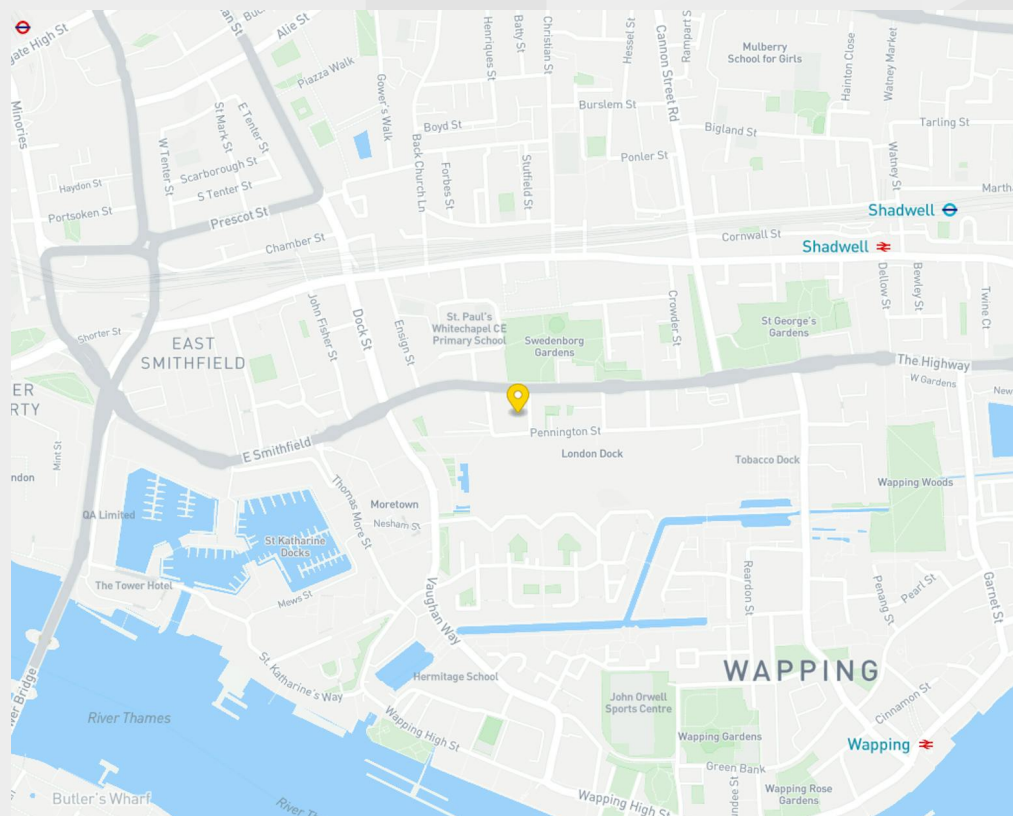 gate High St
Minories
Alie St
Piazza Walk
Gower's Walk
Henriques St
Batty St
Christian St
Hessel St
Cannon Street Rd
Rampart S
Mulberry
School for Girls
Hainton Close
Watney Market
St Mark St
E Tenter St
W Tenter St
Scarborough St
S Tenter St
Haydon St
Portsoken St
Prescot St
Boyd St
Back Church Ln
Forbes St
Stutfield St
Burslem St
Ponler St
Bigland St
Tarling St
Watney St
Martha
Shadwell
Shadwell
Cornwall St
Chamber St
Dellow St
Bewley St
Twine Ct
Shorter St
EAST
SMITHFIELD
John Fisher St
Dock St
Ensign St
St. Paul's
Whitechapel CE
Primary School
Swedenborg
Gardens
Crowder St
St George's
Gardens
The Highway
W Gardens
New
ER
RTY
Mint St
ndon
E Smithfield
Pennington St
London Dock
Tobacco Dock
Wapping Woods
QA Limited
St Katharine
Docks
Thomas More St
Moretown
Nesham St
The Tower Hotel
Mews St
Vaughan Way
Reardon St
Penang St
Pearl St
Garnet St
WAPPING
St. Katharine's Way
Hermitage School
John Orwell
Sports Centre
Cinnamon St
Wapping
Wapping Gardens
Green Bank
Wapping Rose
Gardens
Wapping High St
Wapping High St
wer Bridge
River Thames
Butler's Wharf
River Th